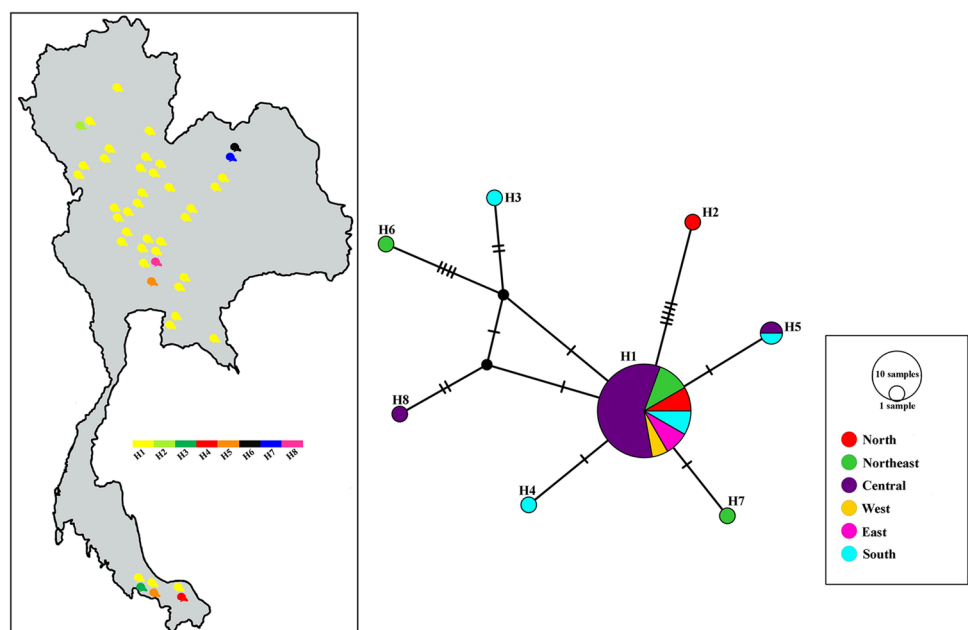 H1 H2 H3 H4 H5 H6 H7 H8
H3
H6
H2
H5
H1
H8
H4
H7
10 samples
1 sample
North
Northeast
Central
West
East
South